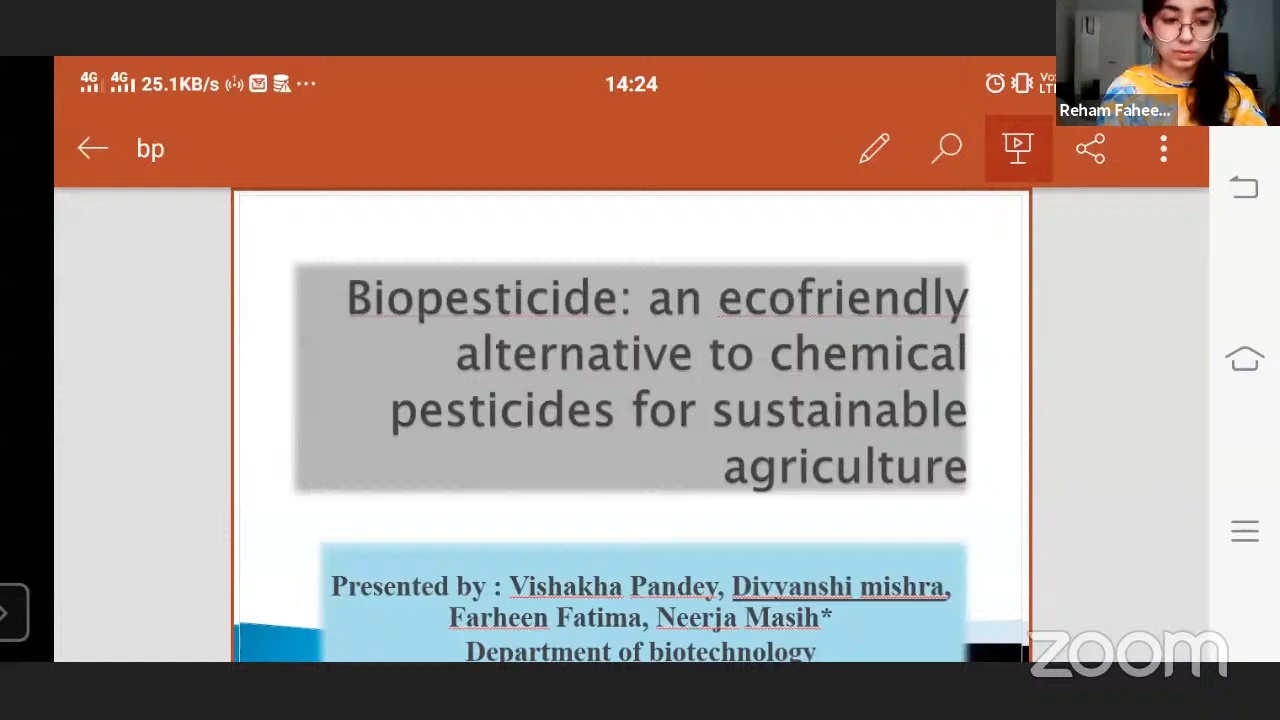 4G 4G 25.1KB/s ... 14:24
Reham Fahee...
bp
Biopesticide: an ecofriendly
alternative to chemical
pesticides for sustainable
agriculture
Presented by : Vishakha Pandey, Divyanshi mishra,
Farheen Fatima, Neerja Masih*
Department of biotechnology
zoom